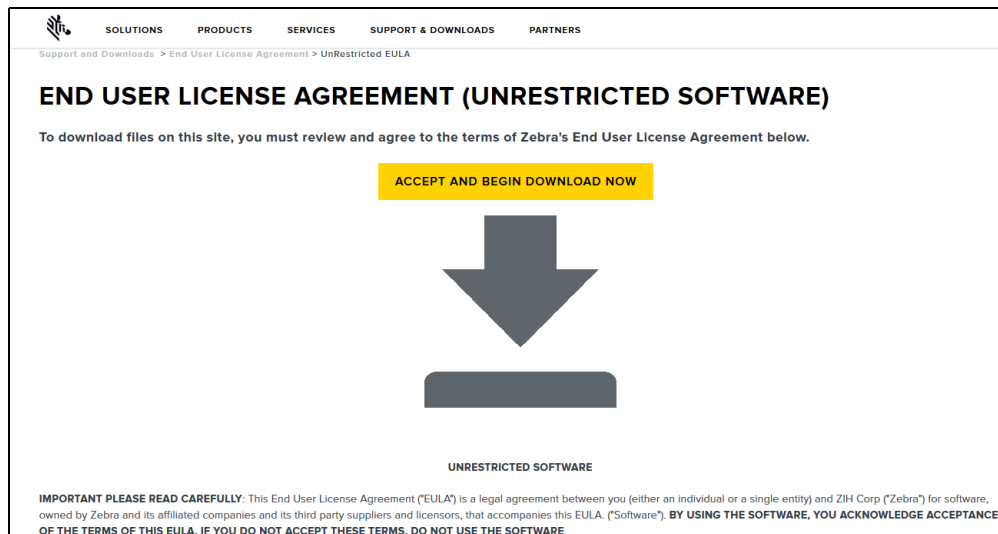 SOLUTIONS PRODUCTS SERVICES SUPPORT & DOWNLOADS PARTNERS
Support and Downloads > End User License Agreement > UnRestricted EULA
END USER LICENSE AGREEMENT (UNRESTRICTED SOFTWARE)
To download files on this site, you must review and agree to the terms of Zebra's End User License Agreement below.
ACCEPT AND BEGIN DOWNLOAD NOW
UNRESTRICTED SOFTWARE
IMPORTANT PLEASE READ CAREFULLY: This End User License Agreement ("EULA") is a legal agreement between you (either an individual or a single entity) and ZIH Corp ("Zebra") for software,
owned by Zebra and its affiliated companies and its third party suppliers and licensors, that accompanies this EULA. ("Software"). BY USING THE SOFTWARE, YOU ACKNOWLEDGE ACCEPTANCE
OF THE TERMS OF THIS EULA. IF YOU DO NOT ACCEPT THESE TERMS, DO NOT USE THE SOFTWARE